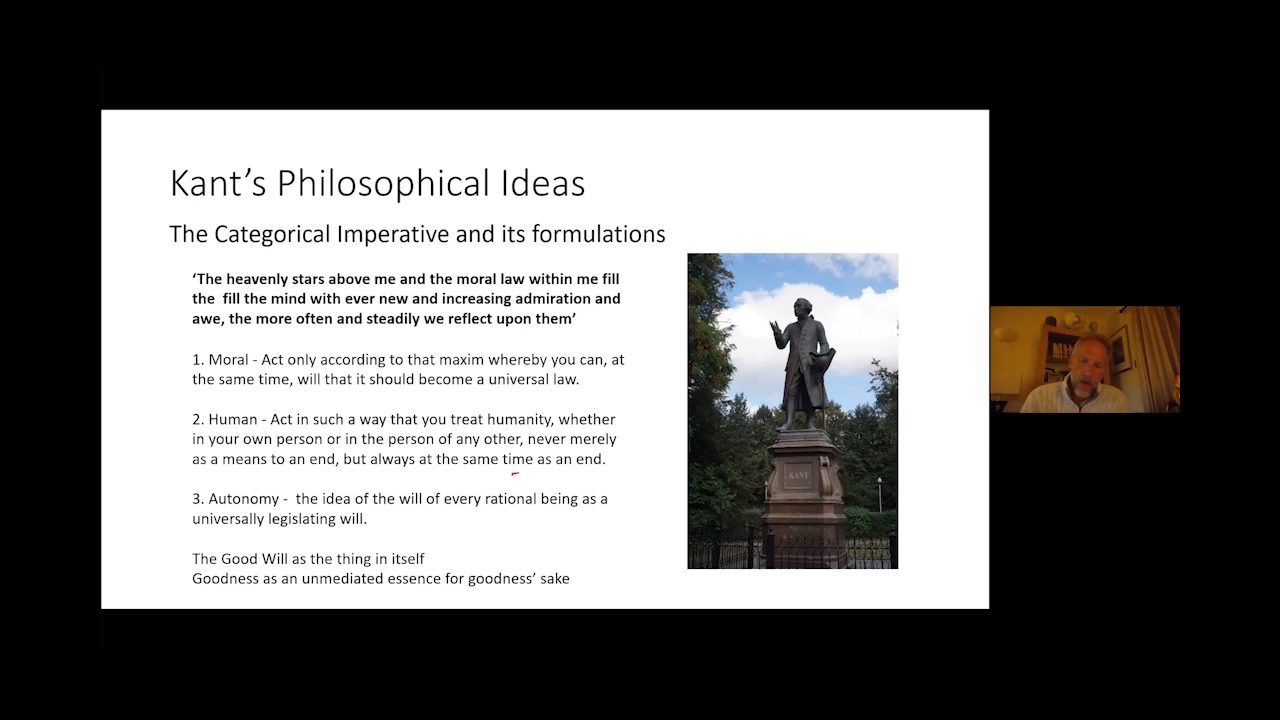 Kant’s Philosophical Ideas
The Categorical Imperative and its formulations
‘The heavenly stars above me and the moral law within me fill
the  fill the mind with ever new and increasing admiration and
awe, the more often and steadily we reflect upon them’
1. Moral - Act only according to that maxim whereby you can, at
the same time, will that it should become a universal law.
2. Human - Act in such a way that you treat humanity, whether
in your own person or in the person of any other, never merely
as a means to an end, but always at the same time as an end.
3. Autonomy -  the idea of the will of every rational being as a
universally legislating will.
The Good Will as the thing in itself
Goodness as an unmediated essence for goodness’ sake
KANT